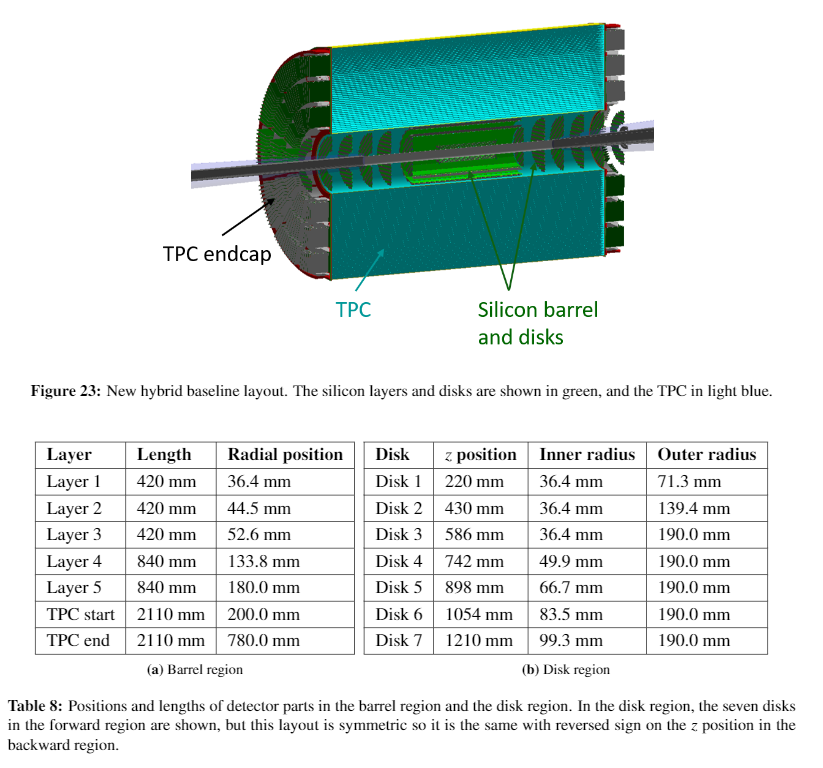 TPC endcap
TPC
Silicon barrel
and disks
Figure 23: New hybrid baseline layout. The silicon layers and disks are shown in green, and the TPC in light blue.
Layer Length Radial position
Layer 1 420 mm 36.4 mm
Layer 2 420 mm 44.5 mm
Layer 3 420 mm 52.6 mm
Layer 4 840 mm 133.8 mm
Layer 5 840 mm 180.0 mm
TPC start 2110 mm 200.0 mm
TPC end 2110 mm 780.0 mm
(a) Barrel region
Disk z position Inner radius Outer radius
Disk 1 220 mm 36.4 mm 71.3 mm
Disk 2 430 mm 36.4 mm 139.4 mm
Disk 3 586 mm 36.4 mm 190.0 mm
Disk 4 742 mm 49.9 mm 190.0 mm
Disk 5 898 mm 66.7 mm 190.0 mm
Disk 6 1054 mm 83.5 mm 190.0 mm
Disk 7 1210 mm 99.3 mm 190.0 mm
(b) Disk region
Table 8: Positions and lengths of detector parts in the barrel region and the disk region. In the disk region, the seven disks
in the forward region are shown, but this layout is symmetric so it is the same with reversed sign on the z position in the
backward region.